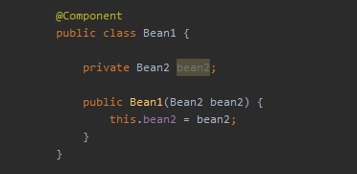 @Component
public class Bean1 {
private Bean2 bean2;
public Bean1(Bean2 bean2) {
this.bean2 = bean2;
}
}